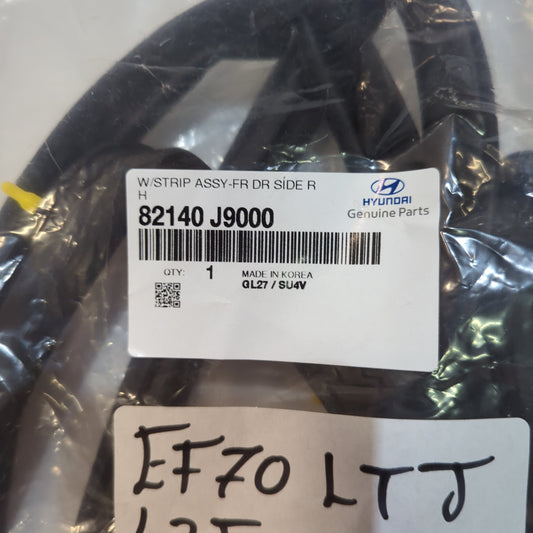 W/STRIP ASSY-FR DR SIDE R
H
82140 J9000
HYUNDAI
Genuine Parts
QTY: 1 MADE IN KOREA
GL27 / SU4V
EF70 LTJ